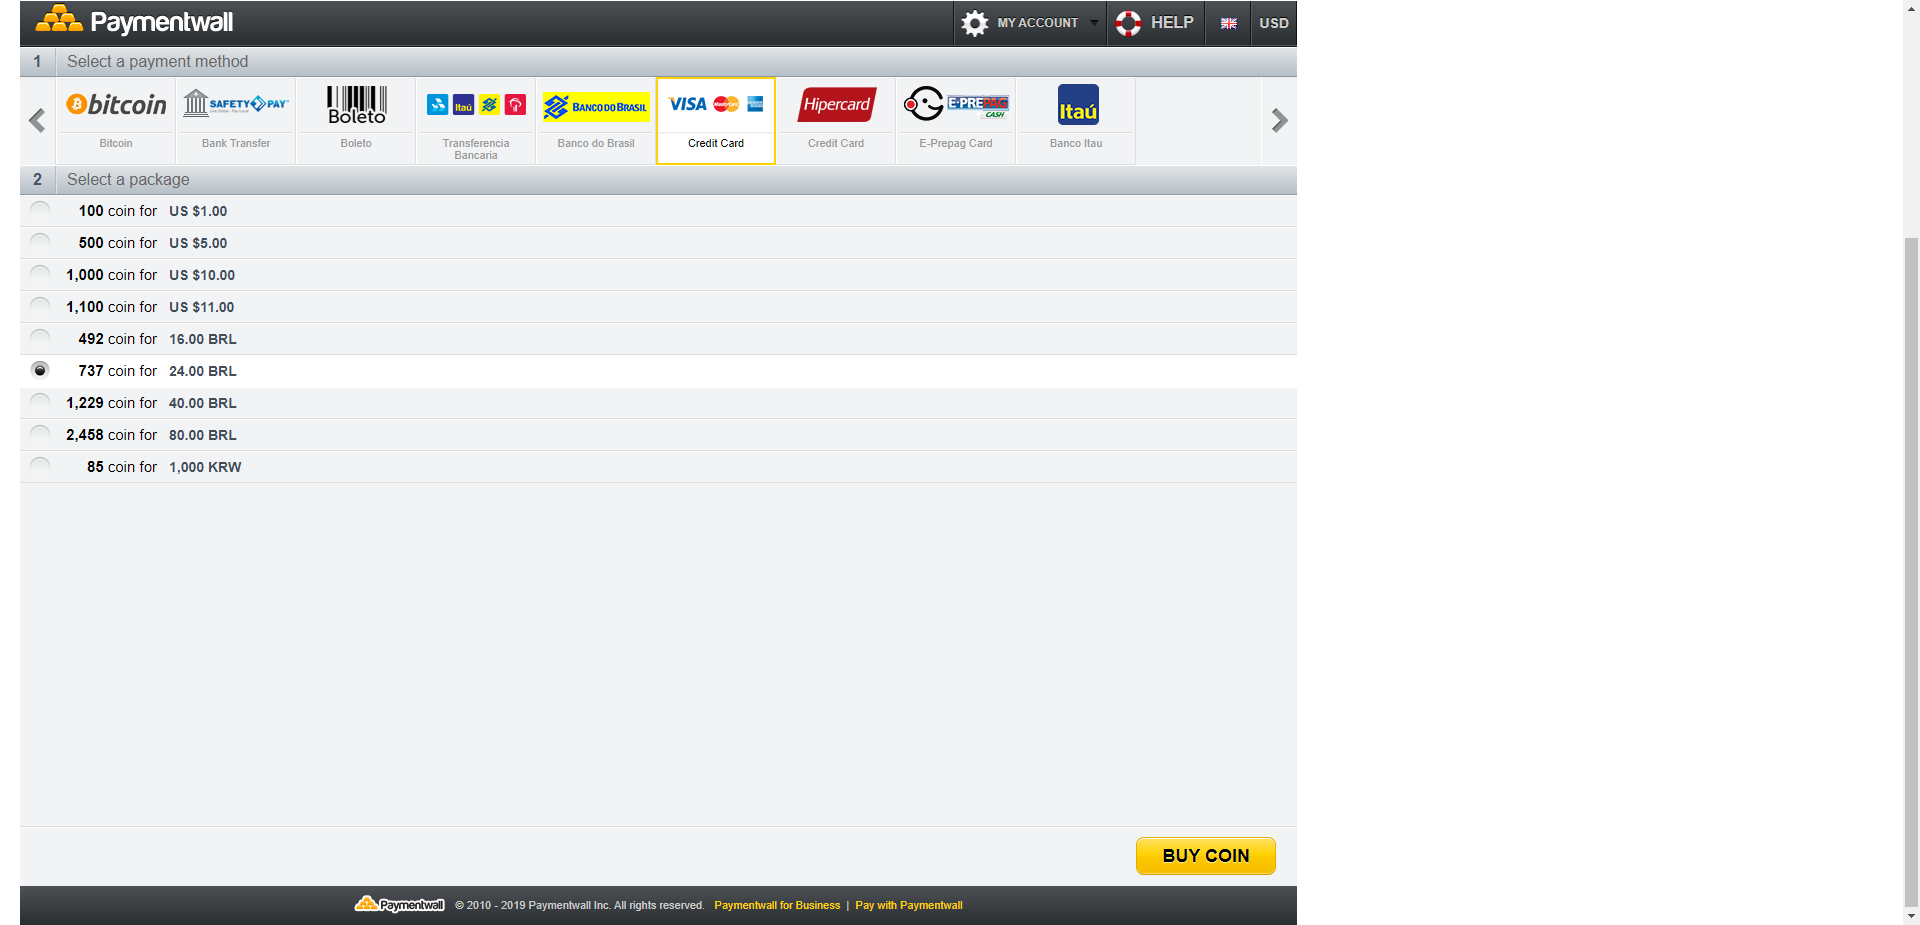 Paymentwall
MY ACCOUNT
HELP
USD
1 Select a payment method
bitcoin
SAFETY PAY
Boleto
Itaú
BANCO DO BRASIL
VISA MasterCard
Hipercard
E-PREPAG CASH
Itaú
Bitcoin
Bank Transfer
Boleto
Transferencia Bancaria
Banco do Brasil
Credit Card
Credit Card
E-Prepag Card
Banco Itau
2 Select a package
100 coin for US $1.00
500 coin for US $5.00
1,000 coin for US $10.00
1,100 coin for US $11.00
492 coin for 16.00 BRL
737 coin for 24.00 BRL
1,229 coin for 40.00 BRL
2,458 coin for 80.00 BRL
85 coin for 1,000 KRW
BUY COIN
Paymentwall © 2010 - 2019 Paymentwall Inc. All rights reserved. Paymentwall for Business | Pay with Paymentwall